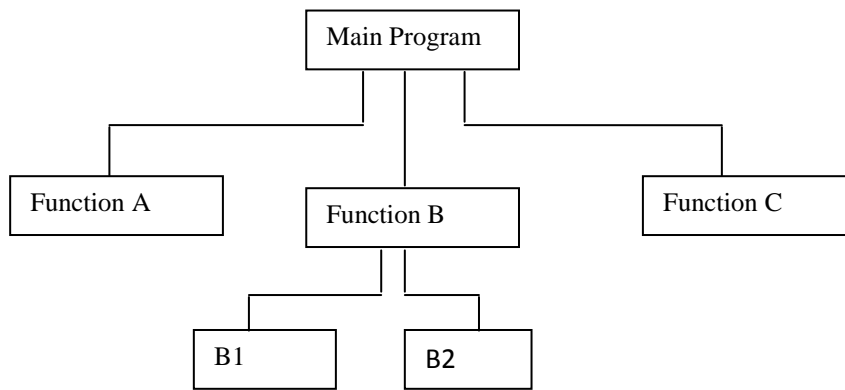 Main Program
Function A
Function B
Function C
B1
B2